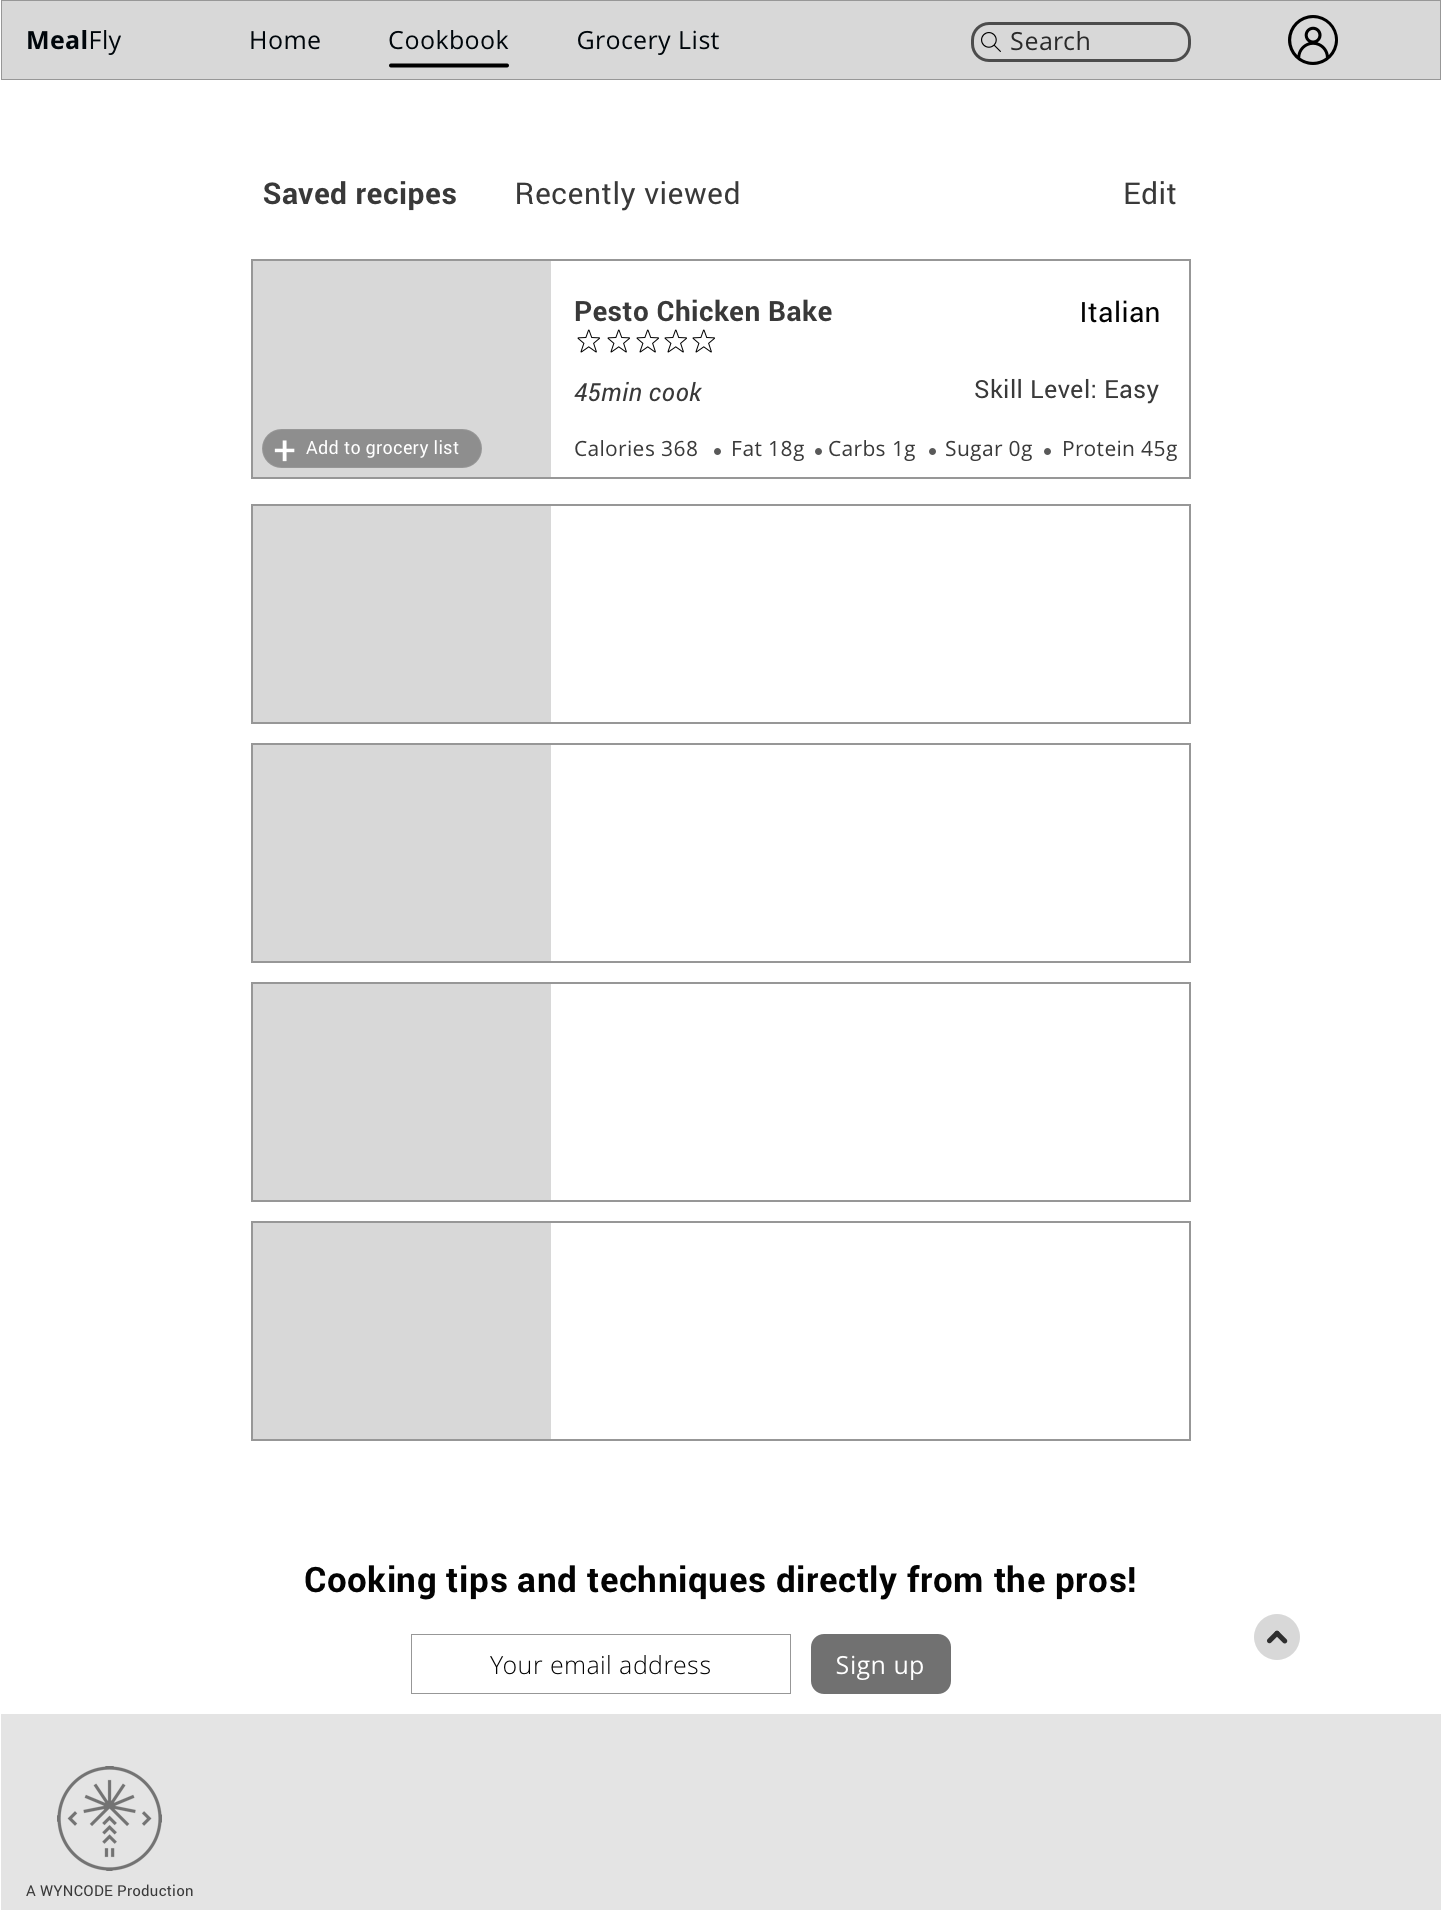 MealFly Home Cookbook Grocery List Search
Saved recipes Recently viewed Edit
Pesto Chicken Bake Italian
45min cook Skill Level: Easy
Add to grocery list Calories 368 • Fat 18g • Carbs 1g • Sugar 0g • Protein 45g
Cooking tips and techniques directly from the pros!
Your email address Sign up
A WYNCODE Production